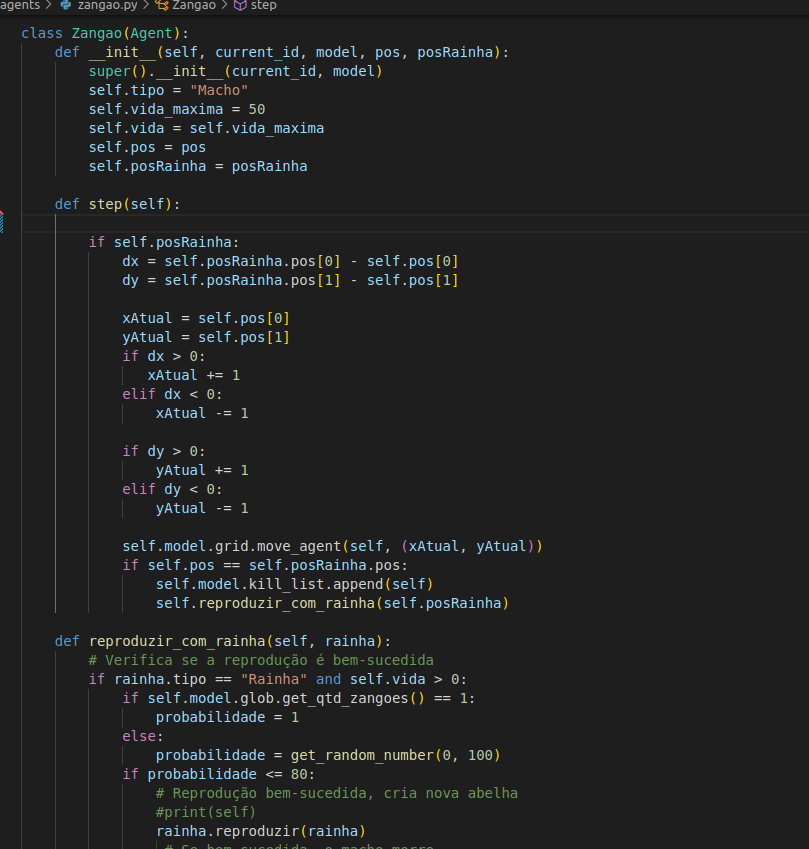 agents > zangao.py > Zangao > step
class Zangao(Agent):
    def __init__(self, current_id, model, pos, posRainha):
        super().__init__(current_id, model)
        self.tipo = "Macho"
        self.vida_maxima = 50
        self.vida = self.vida_maxima
        self.pos = pos
        self.posRainha = posRainha

    def step(self):

        if self.posRainha:
            dx = self.posRainha.pos[0] - self.pos[0]
            dy = self.posRainha.pos[1] - self.pos[1]

            xAtual = self.pos[0]
            yAtual = self.pos[1]
            if dx > 0:
               xAtual += 1
            elif dx < 0:
                xAtual -= 1

            if dy > 0:
                yAtual += 1
            elif dy < 0:
                yAtual -= 1

            self.model.grid.move_agent(self, (xAtual, yAtual))
            if self.pos == self.posRainha.pos:
                self.model.kill_list.append(self)
                self.reproduzir_com_rainha(self.posRainha)

    def reproduzir_com_rainha(self, rainha):
        # Verifica se a reprodução é bem-sucedida
        if rainha.tipo == "Rainha" and self.vida > 0:
            if self.model.glob.get_qtd_zangoes() == 1:
                probabilidade = 1
            else:
                probabilidade = get_random_number(0, 100)
            if probabilidade <= 80:
                # Reprodução bem-sucedida, cria nova abelha
                #print(self)
                rainha.reproduzir(rainha)
                # Se bem-sucedida, o macho morre